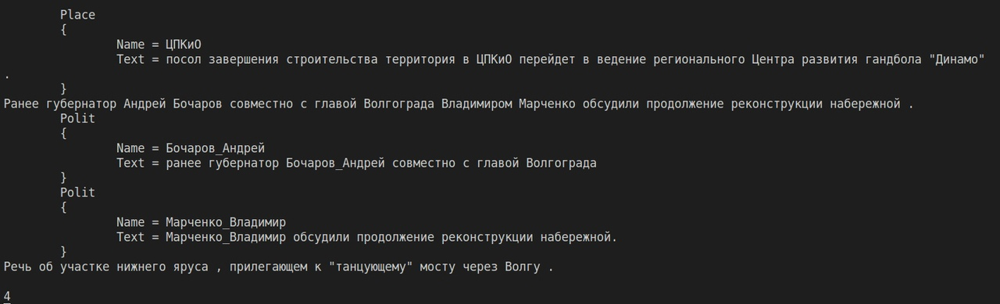 Place
{
Name = ЦПКиО
Text = посол завершения строительства территория в ЦПКиО перейдет в ведение регионального Центра развития гандбола "Динамо"
.
}
Ранее губернатор Андрей Бочаров совместно с главой Волгограда Владимиром Марченко обсудили продолжение реконструкции набережной .
Polit
{
Name = Бочаров_Андрей
Text = ранее губернатор Бочаров_Андрей совместно с главой Волгограда
}
Polit
{
Name = Марченко_Владимир
Text = Марченко_Владимир обсудили продолжение реконструкции набережной.
}
Речь об участке нижнего яруса , прилегающем к "танцующему" мосту через Волгу .
4